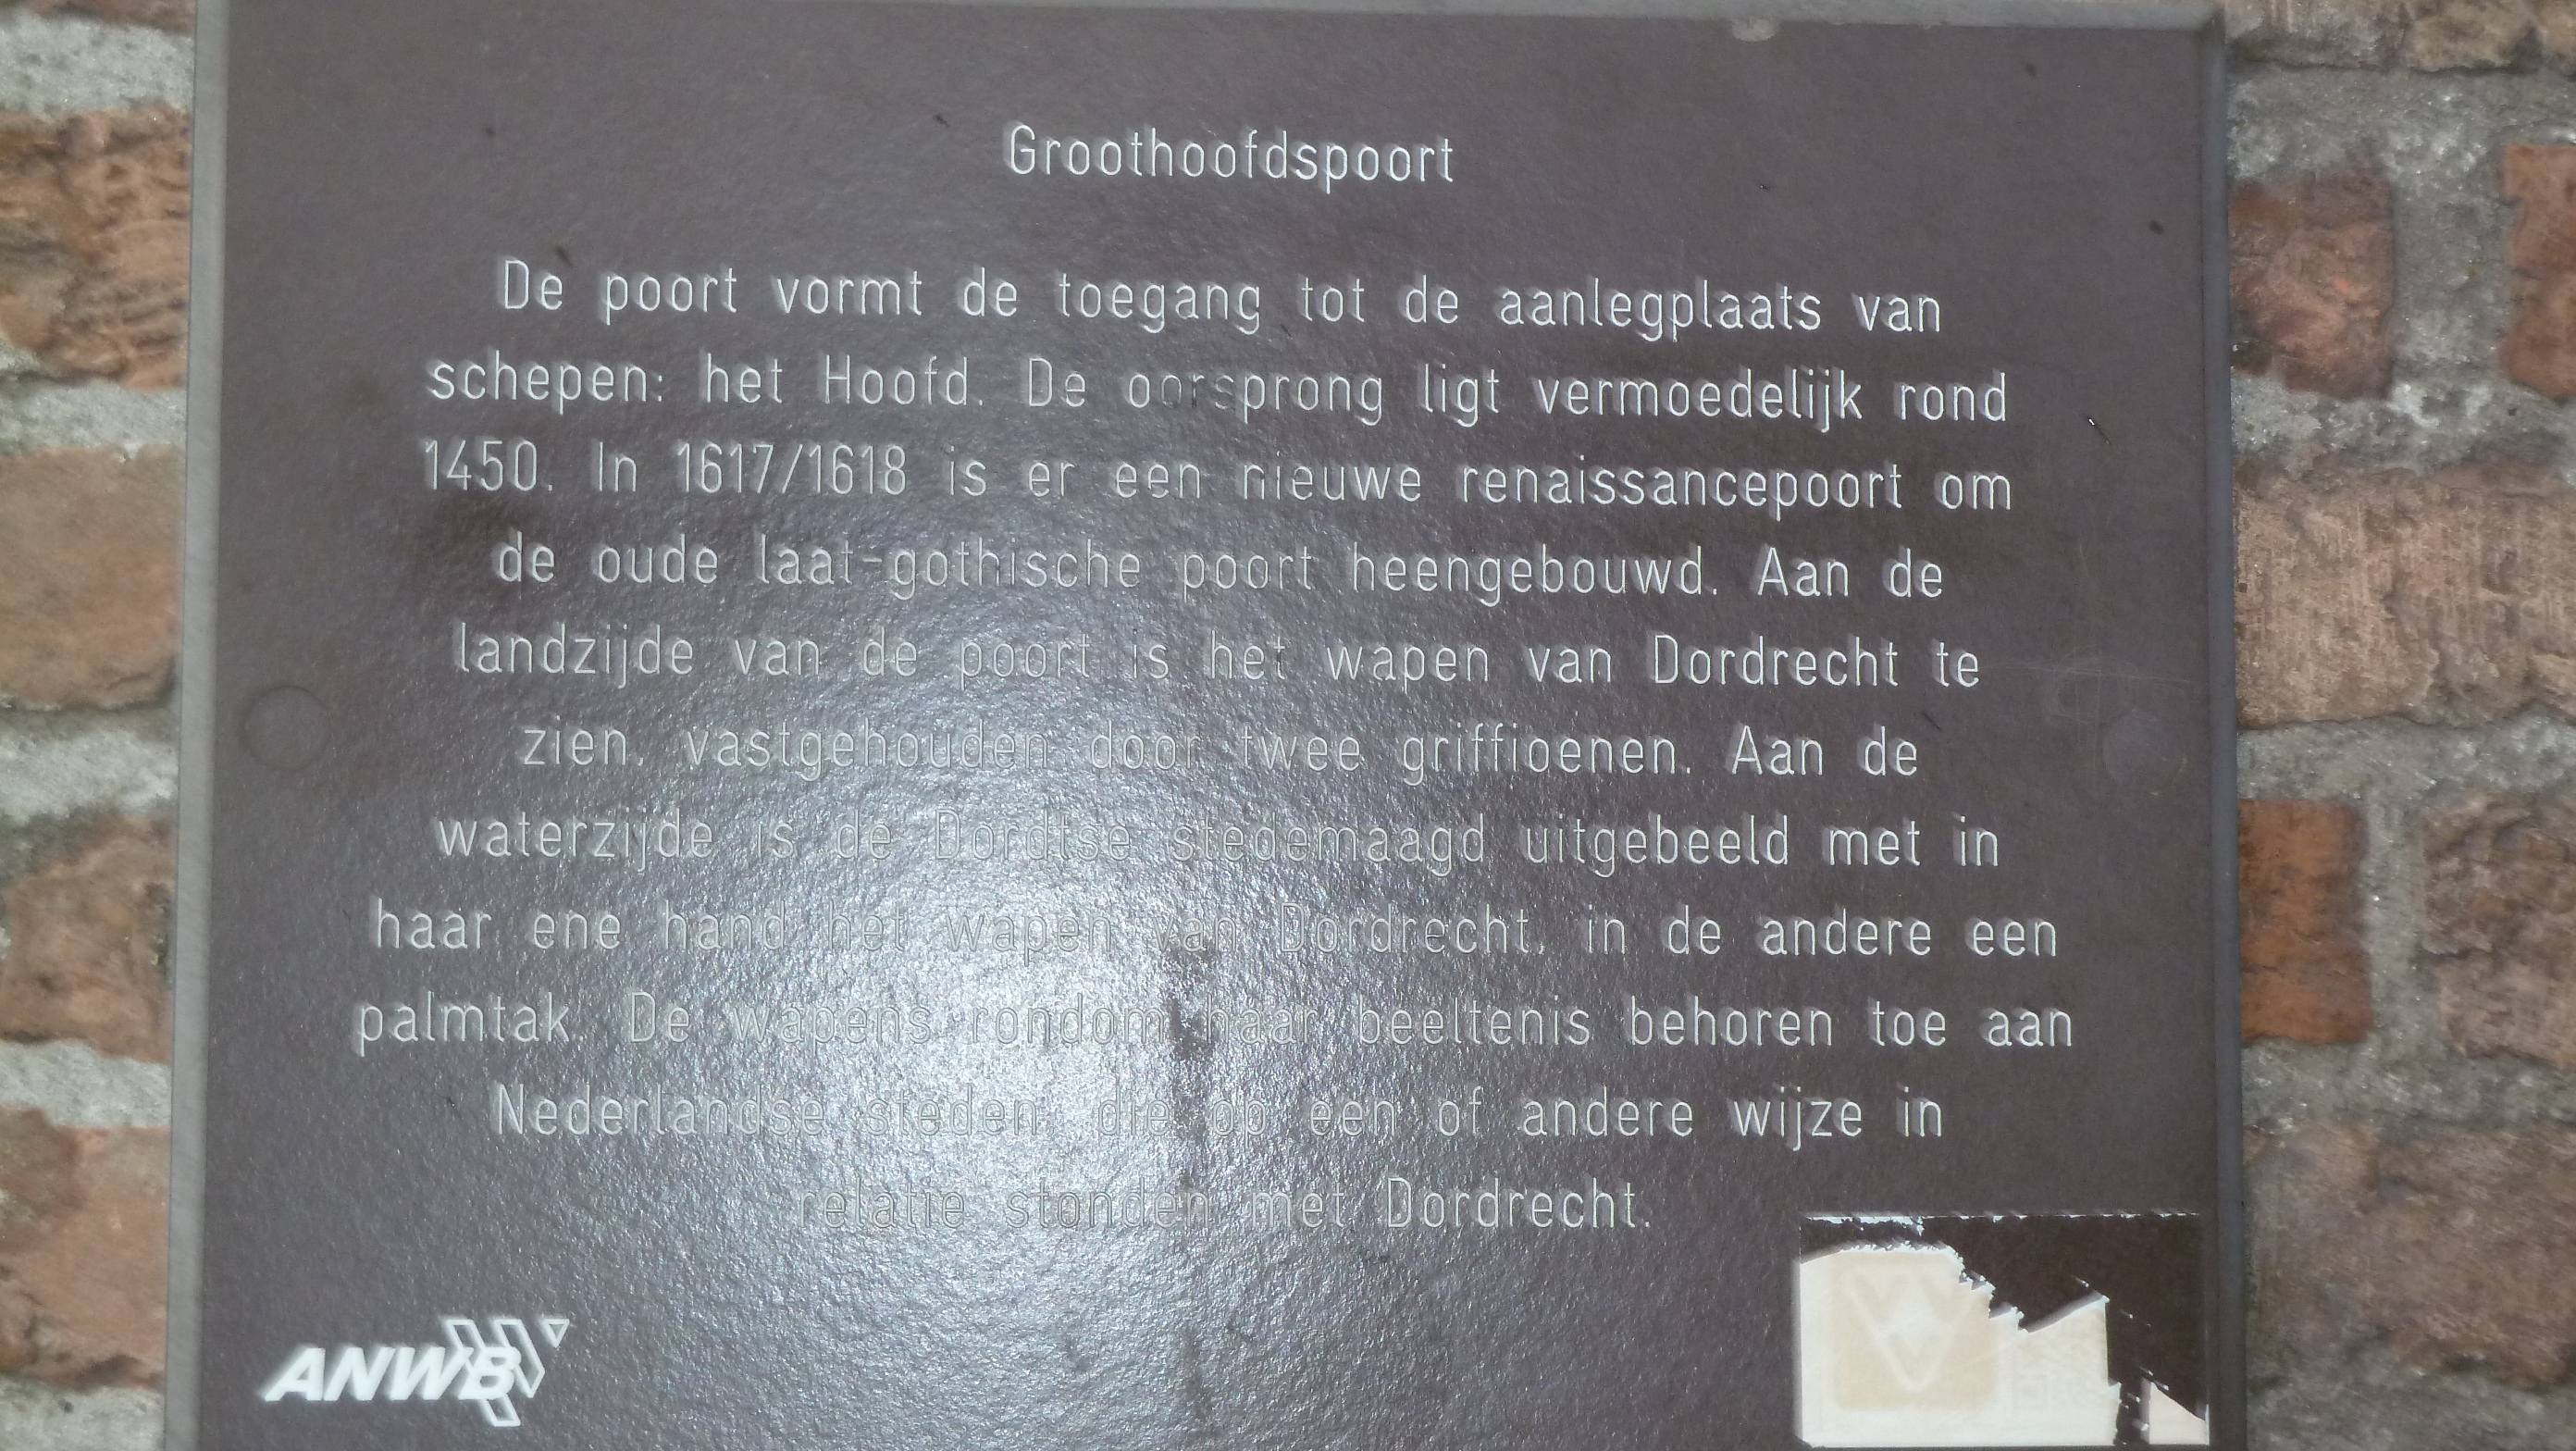 Groothoofdspoort
De poort vormt de toegang tot de aanlegplaats van
schepen: het Hoofd. De oorsprong ligt vermoedelijk rond
1450. In 1617/1618 is er een nieuwe renaissancepoort om
de oude laat-gothische poort heengebouwd. Aan de
landzijde van de poort is het wapen van Dordrecht te
zien, vastgehouden door twee griffioenen. Aan de
waterzijde is de Dordtse stedemaagd uitgebeeld met in
haar ene hand het wapen van Dordrecht, in de andere een
palmtak. De wapens rondom haar beeltenis behoren toe aan
Nederlandse steden, die op een of andere wijze in
relatie stonden met Dordrecht.
ANWB